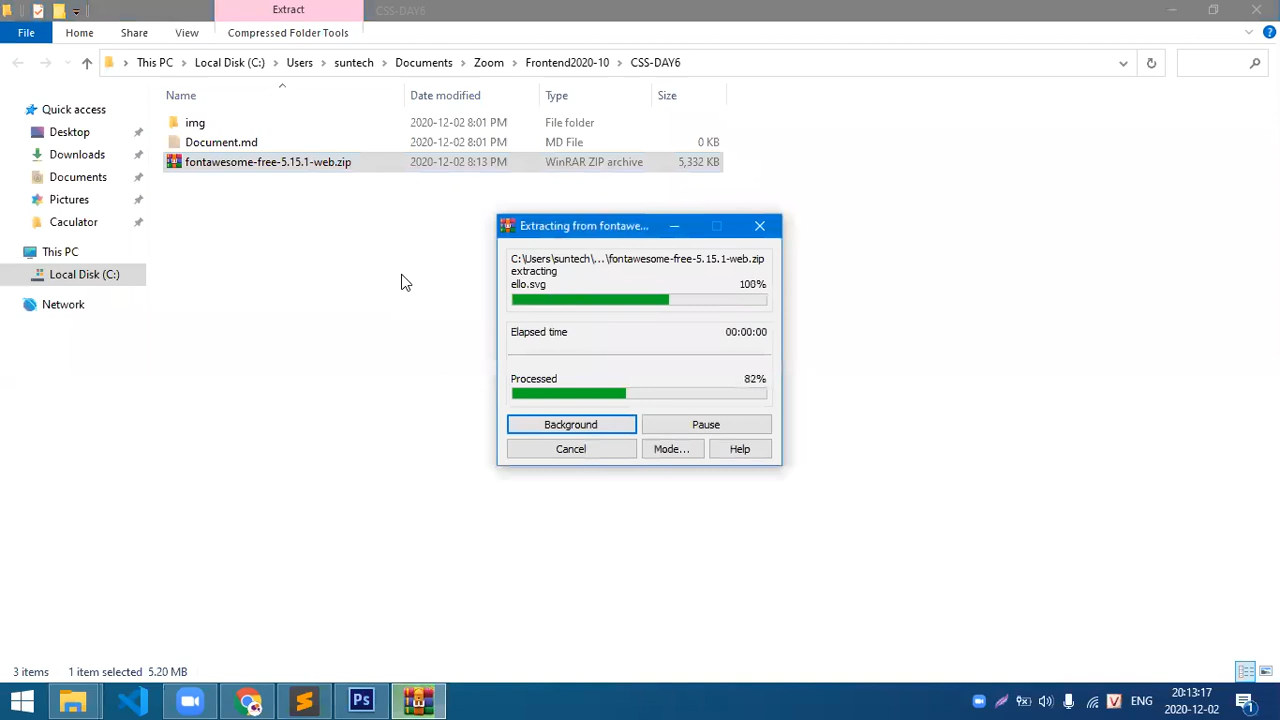 Extract
CSS-DAY6
File Home Share View Compressed Folder Tools
This PC Local Disk (C:) Users suntech Documents Zoom Frontend2020-10 CSS-DAY6
Name Date modified Type Size
Quick access
Desktop
Downloads
Documents
Pictures
Caculator
This PC
Local Disk (C:)
Network
img 2020-12-02 8:01 PM File folder
Document.md 2020-12-02 8:01 PM MD File 0 KB
fontawesome-free-5.15.1-web.zip 2020-12-02 8:13 PM WinRAR ZIP archive 5,332 KB
Extracting from fontawe...
C:\Users\suntech\...\fontawesome-free-5.15.1-web.zip
extracting
ello.svg 100%
Elapsed time 00:00:00
Processed 82%
Background Pause
Cancel Mode... Help
3 items 1 item selected 5.20 MB
Ps
V ENG 20:13:17
2020-12-02
1